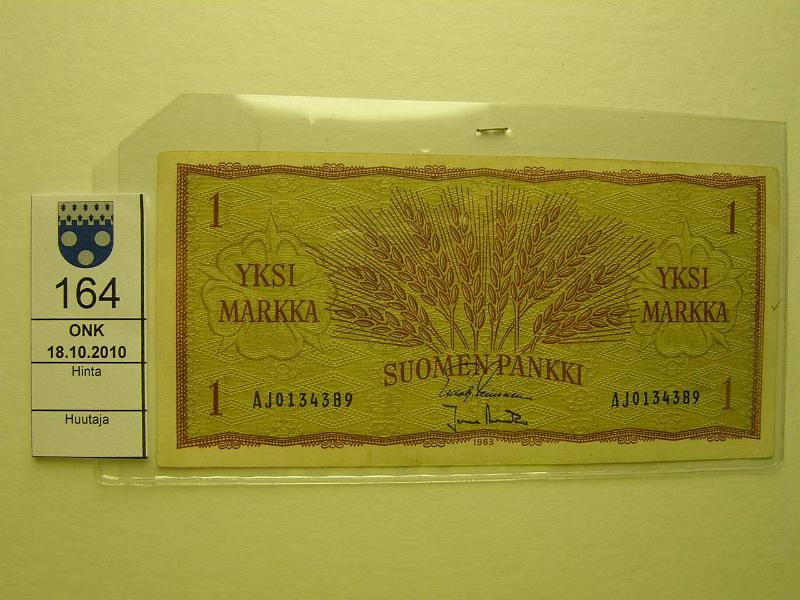 164
ONK
18.10.2010
Hinta
Huutaja
1
1
YKSI
MARKKA
YKSI
MARKKA
SUOMEN PANKKI
1
AJ0134389
AJ0134389
1
1963